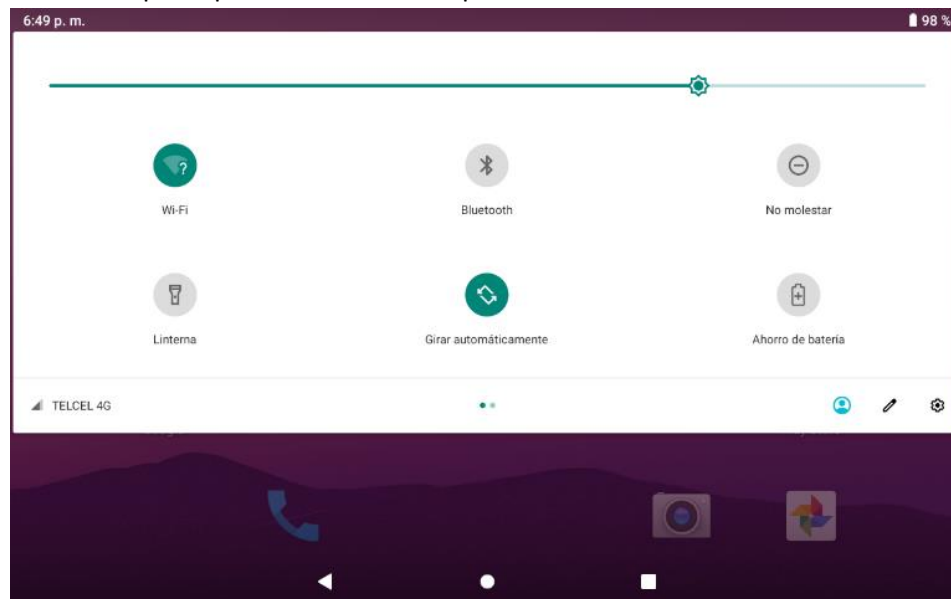 6:49 p. m. 98 %
Wi-Fi Bluetooth No molestar
Linterna Girar automáticamente Ahorro de batería
TELCEL 4G